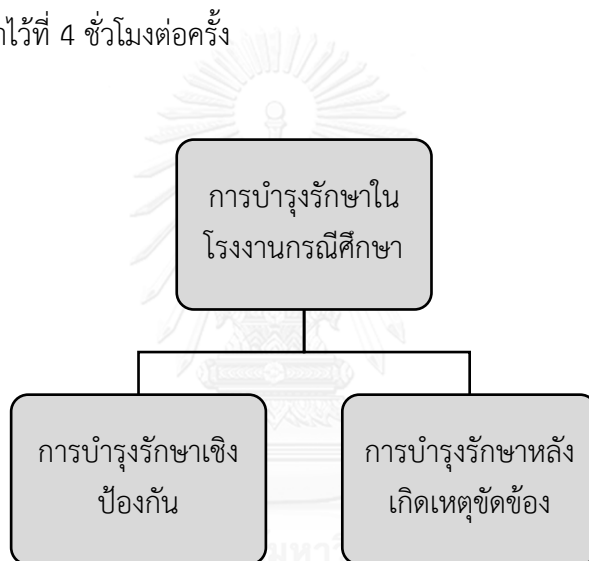 ไว้ที่ 4 ชั่วโมงต่อครั้ง
การบำรุงรักษาใน
โรงงานกรณีศึกษา
การบำรุงรักษาเชิง
ป้องกัน
การบำรุงรักษาหลัง
เกิดเหตุขัดข้อง